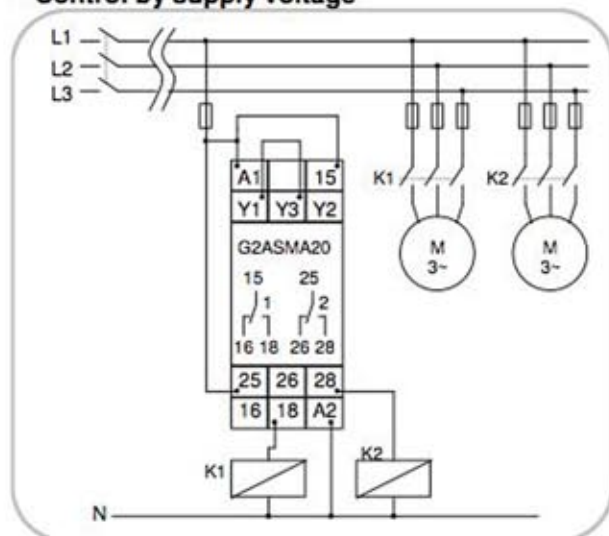 Control by supply voltage
L1
L2
L3
A1 15
Y1 Y3 Y2
G2ASMA20
15 25
1 2
16 18 26 28
25 26 28
16 18 A2
K1 K2
M 3~ M 3~
K1 K2
N